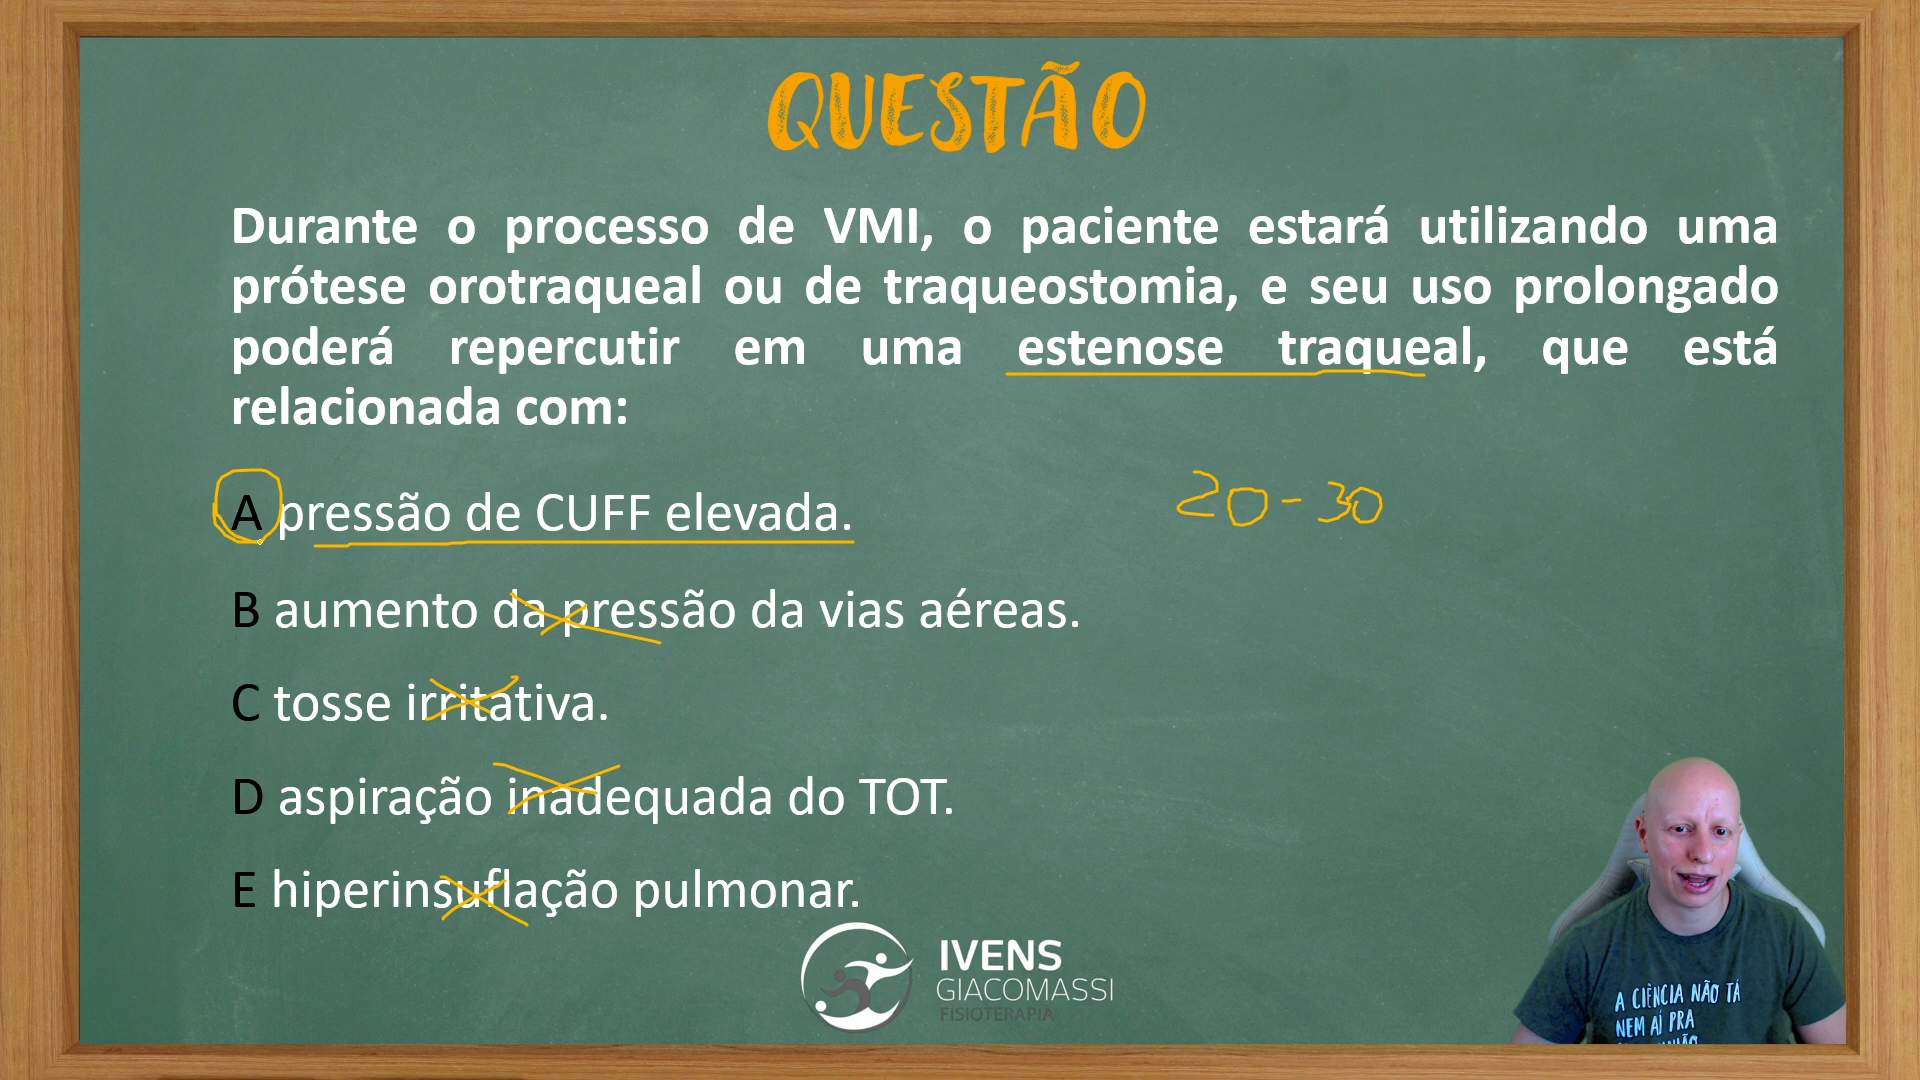 QUESTÃO
Durante o processo de VMI, o paciente estará utilizando uma
prótese orotraqueal ou de traqueostomia, e seu uso prolongado
poderá repercutir em uma estenose traqueal, que está
relacionada com:
A pressão de CUFF elevada.
20-30
B aumento da pressão da vias aéreas.
C tosse irritativa.
D aspiração inadequada do TOT.
E hiperinsuflação pulmonar.
IVENS
GIACOMASSI
FISIOTERAPIA
A CIÊNCIA NÃO TÁ
NEM AÍ PRA